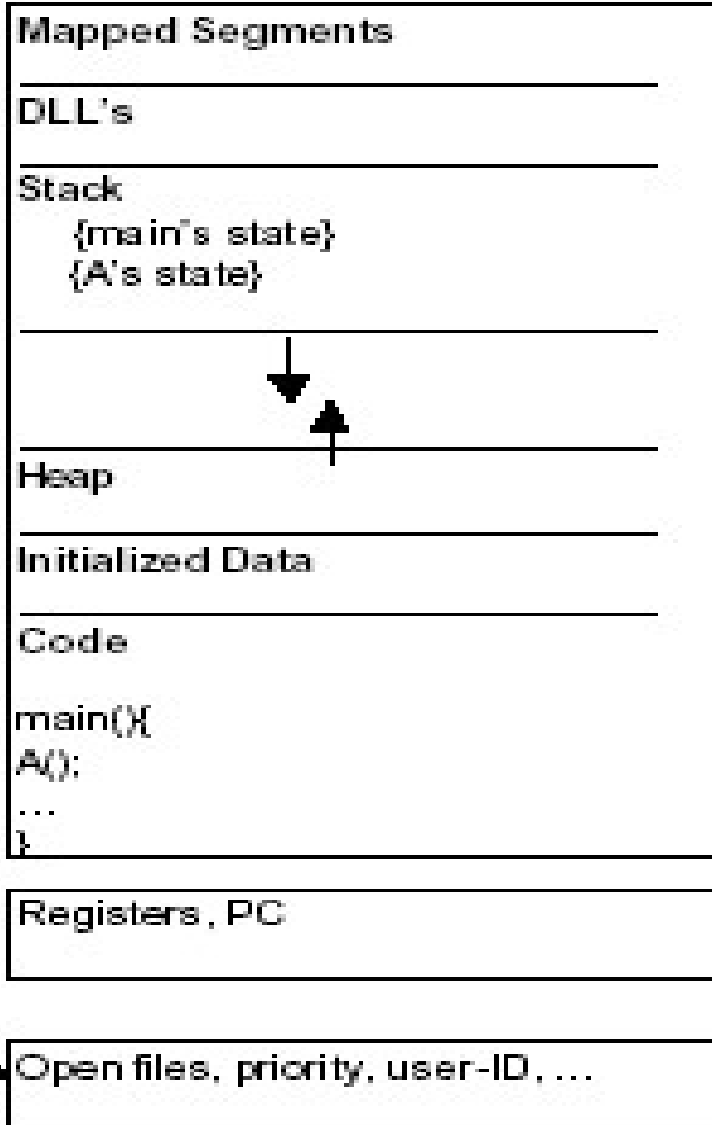 Mapped Segments
DLL's
Stack
{main's state}
{A's state}
Heap
Initialized Data
Code
main(){
A();
...
}
Registers, PC
Open files, priority, user-ID, ...